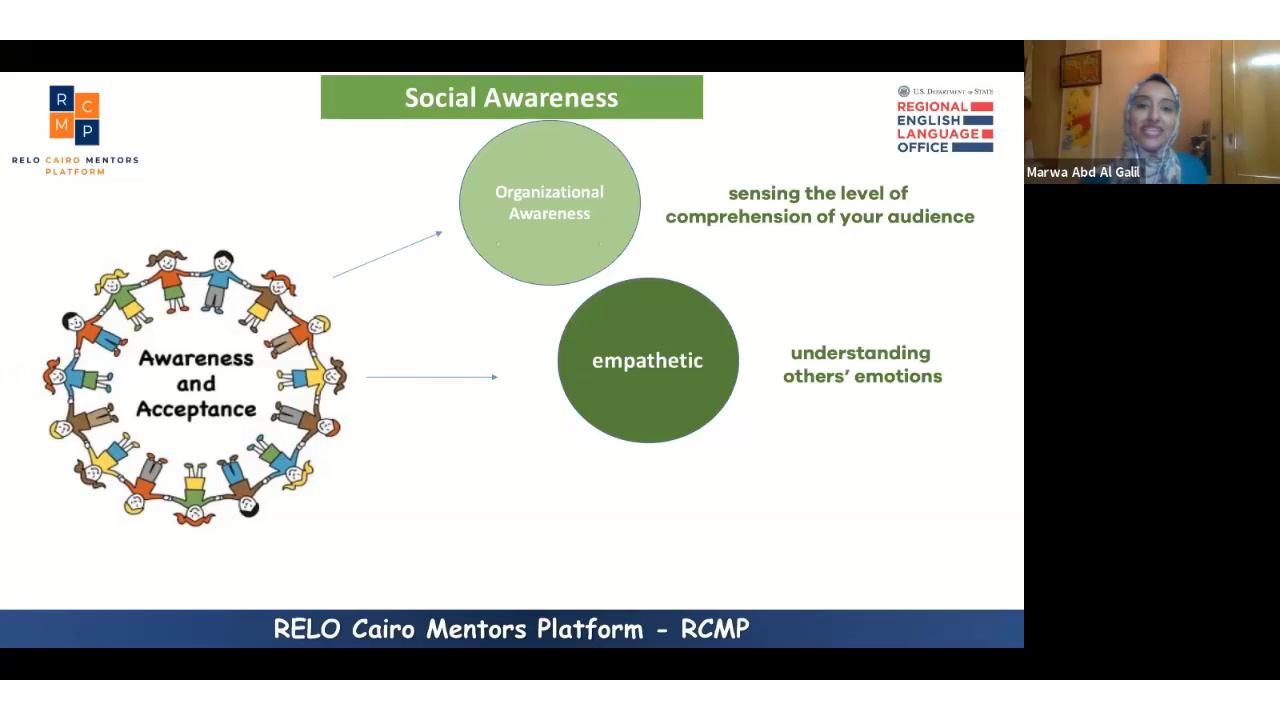 R
C
M
P
RELO CAIRO MENTORS
PLATFORM
Social Awareness
U.S. DEPARTMENT OF STATE
REGIONAL
ENGLISH
LANGUAGE
OFFICE
Marwa Abd Al Galil
Organizational
Awareness
sensing the level of
comprehension of your audience
Awareness
and
Acceptance
empathetic
understanding
others' emotions
RELO Cairo Mentors Platform - RCMP